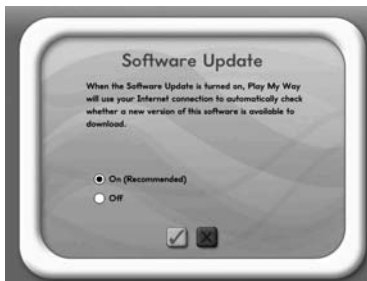 Software Update
When the Software Update is turned on, Play My Way
will use your Internet connection to automatically check
whether a new version of this software is available to
download.
On (Recommended)
Off